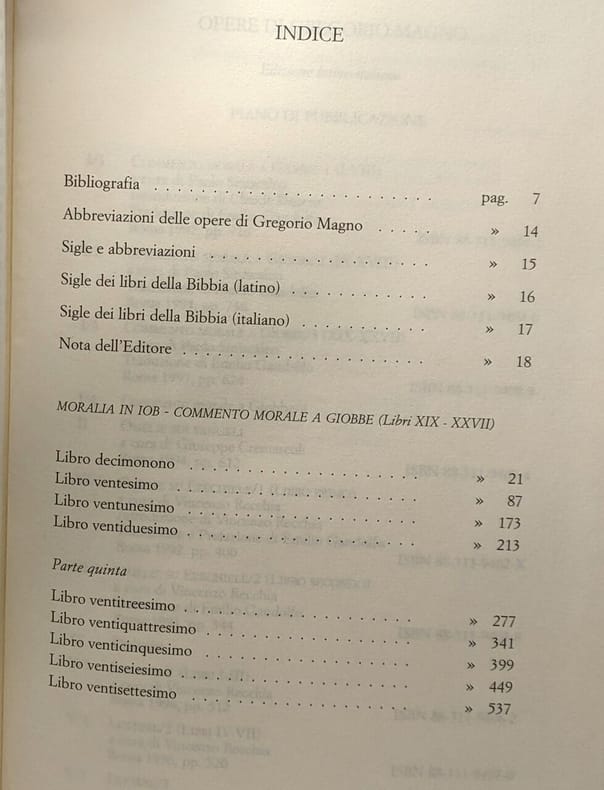 INDICE
Bibliografia . . . . . . . . . . . . . . . . . . . . . . . pag. 7
Abbreviazioni delle opere di Gregorio Magno . . . . . » 14
Sigle e abbreviazioni . . . . . . . . . . . . . . . . . . » 15
Sigle dei libri della Bibbia (latino) . . . . . . . . . . . . » 16
Sigle dei libri della Bibbia (italiano) . . . . . . . . . . . » 17
Nota dell'Editore . . . . . . . . . . . . . . . . . . . . » 18
MORALIA IN IOB - COMMENTO MORALE A GIOBBE (Libri XIX - XXVII)
Libro decimonono . . . . . . . . . . . . . . . . . . . » 21
Libro ventesimo . . . . . . . . . . . . . . . . . . . . » 87
Libro ventunesimo . . . . . . . . . . . . . . . . . . . » 173
Libro ventiduesimo . . . . . . . . . . . . . . . . . . . » 213
Parte quinta
Libro ventitreesimo . . . . . . . . . . . . . . . . . . . » 277
Libro ventiquattresimo . . . . . . . . . . . . . . . . . » 341
Libro venticinquesimo . . . . . . . . . . . . . . . . . » 399
Libro ventiseiesimo . . . . . . . . . . . . . . . . . . . » 449
Libro ventisettesimo . . . . . . . . . . . . . . . . . . » 537